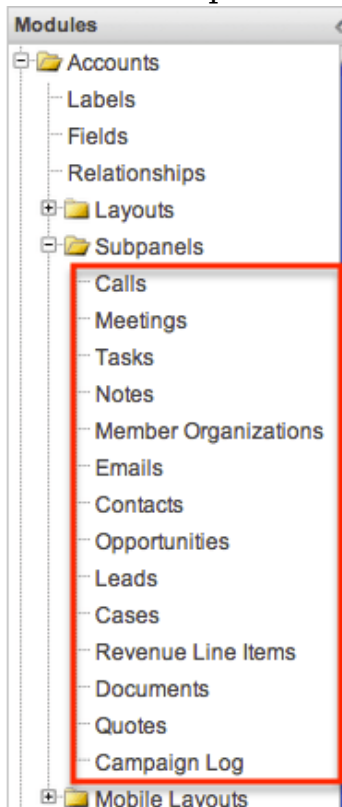 Modules
Accounts
Labels
Fields
Relationships
Layouts
Subpanels
Calls
Meetings
Tasks
Notes
Member Organizations
Emails
Contacts
Opportunities
Leads
Cases
Revenue Line Items
Documents
Quotes
Campaign Log
Mobile Layouts